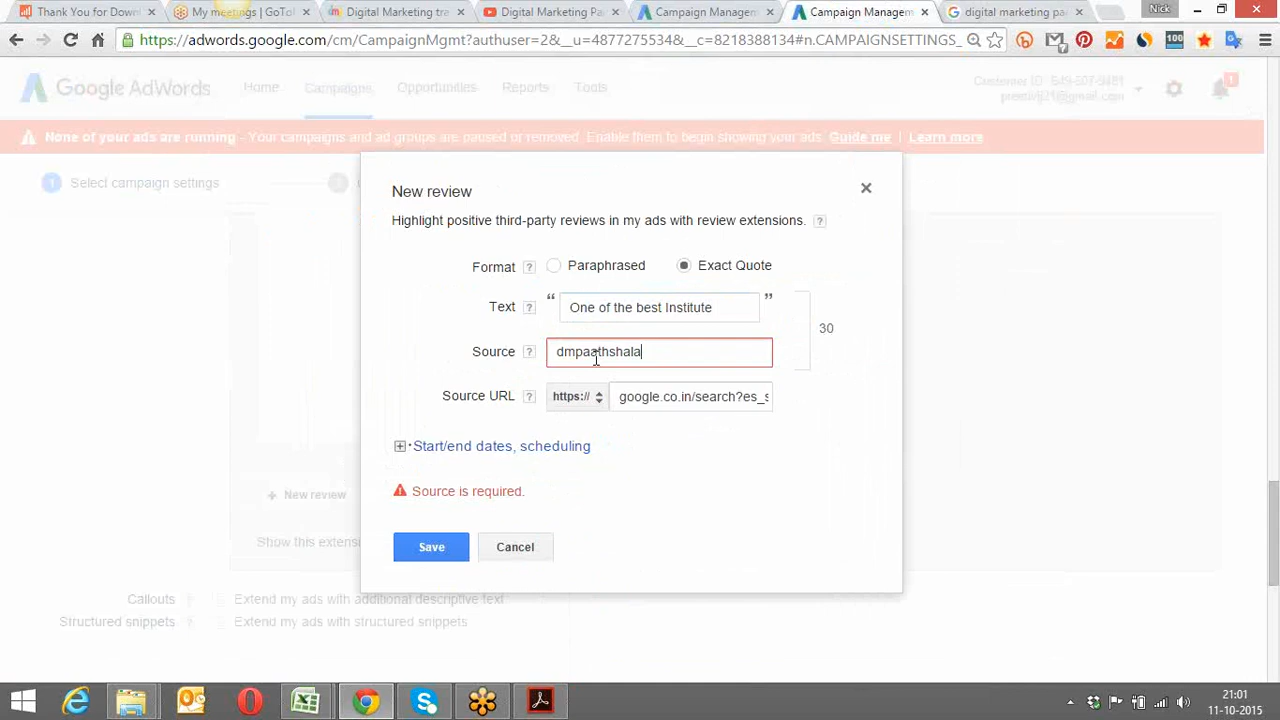 Thank You for Down
My meetings | GoTo
Digital Marketing tre
Digital Marketing Pa
Campaign Managem
Campaign Managem
digital marketing pa
Nick
https://adwords.google.com/cm/CampaignMgmt?authuser=2&__u=4877275534&__c=8218388134#n.CAMPAIGNSETTINGS_
Google AdWords
Home
Campaigns
Opportunities
Reports
Tools
1
None of your ads are running - Your campaigns and ad groups are paused or removed. Enable them to begin showing your ads. Guide me | Learn more
1 Select campaign settings
New review
Highlight positive third-party reviews in my ads with review extensions. ?
Format ? Paraphrased Exact Quote
Text ? “ One of the best Institute ”
30
Source ? dmpaathshala
Source URL ? https:// google.co.in/search?es_s
Start/end dates, scheduling
Source is required.
+ New review
Save Cancel
Show this extensi
Callouts Extend my ads with additional descriptive text
Structured snippets Extend my ads with structured snippets
21:01
11-10-2015